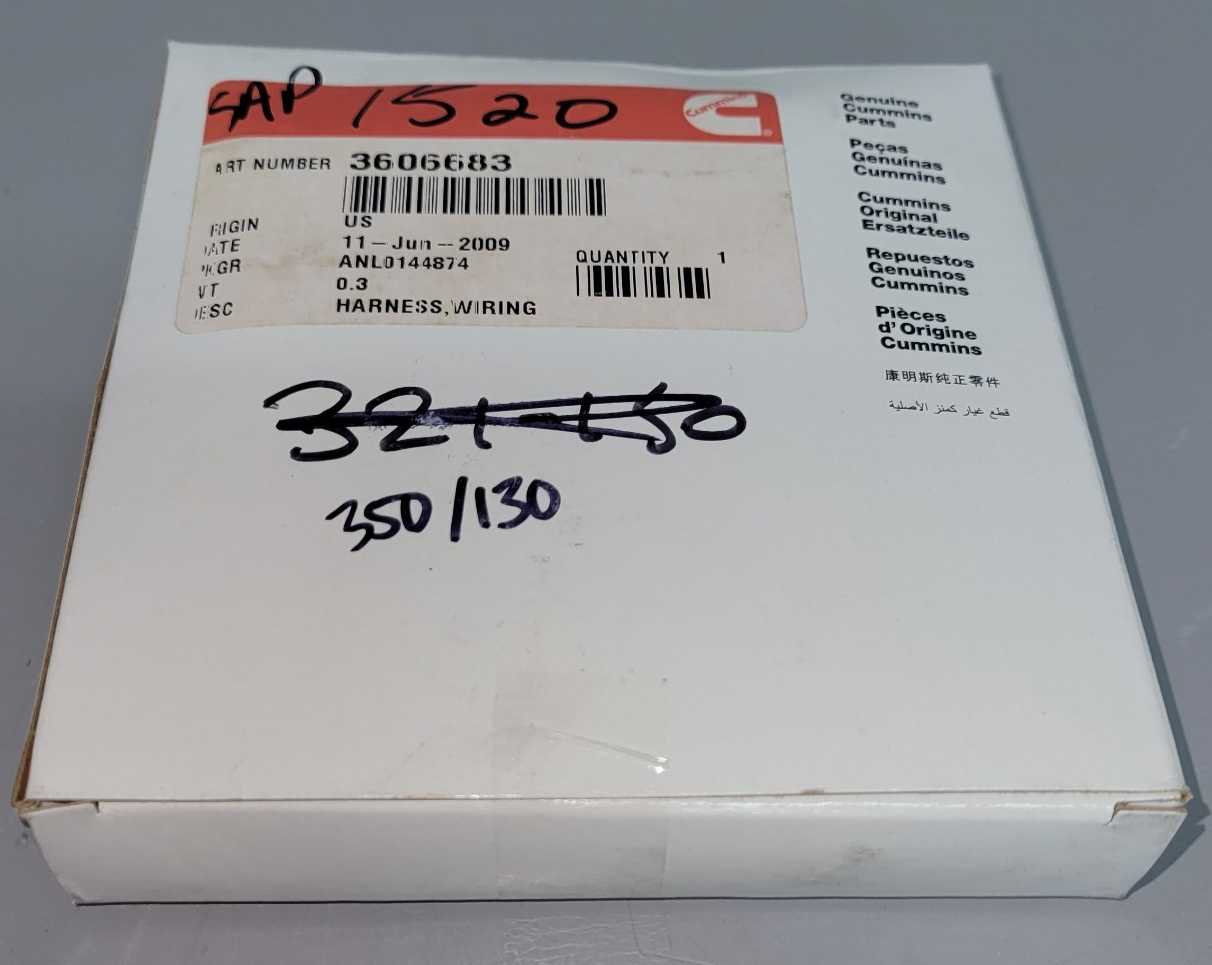 SAP 1520
Cummins
ART NUMBER 3606683
RIGIN US
ATE 11-Jun-2009
KGR ANL0144874
WT 0.3
ESC HARNESS,WIRING
QUANTITY 1
Genuine
Cummins
Parts
Peças
Genuínas
Cummins
Cummins
Original
Ersatzteile
Repuestos
Genuinos
Cummins
Pièces
d'Origine
Cummins
康明斯纯正零件
قطع غيار كمنز الأصلية
350/130